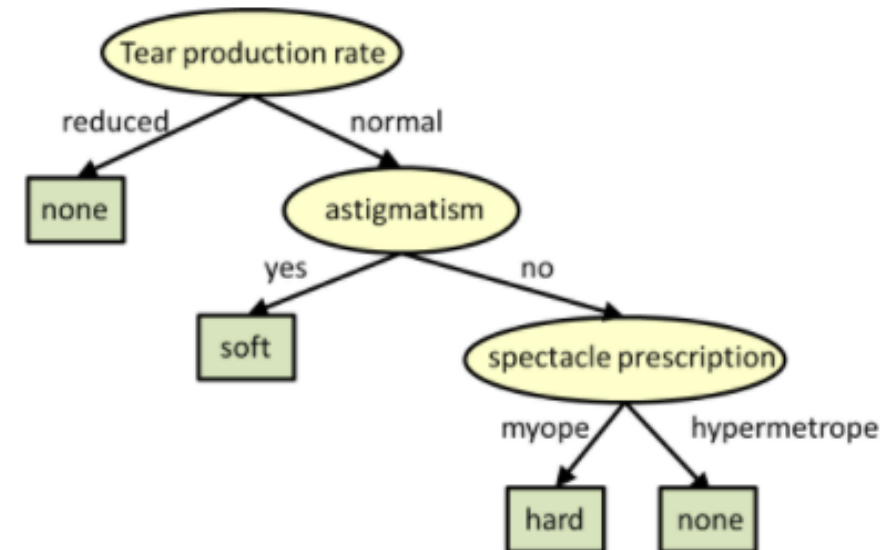 Tear production rate
reduced
normal
none
astigmatism
yes
no
soft
spectacle prescription
myope
hypermetrope
hard
none